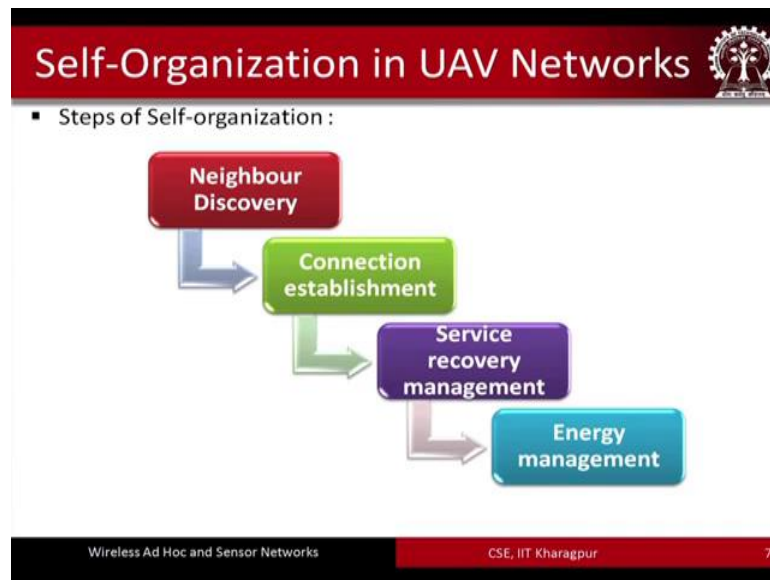 Self-Organization in UAV Networks
▪ Steps of Self-organization :
Neighbour
Discovery
Connection
establishment
Service
recovery
management
Energy
management
Wireless Ad Hoc and Sensor Networks
CSE, IIT Kharagpur
7